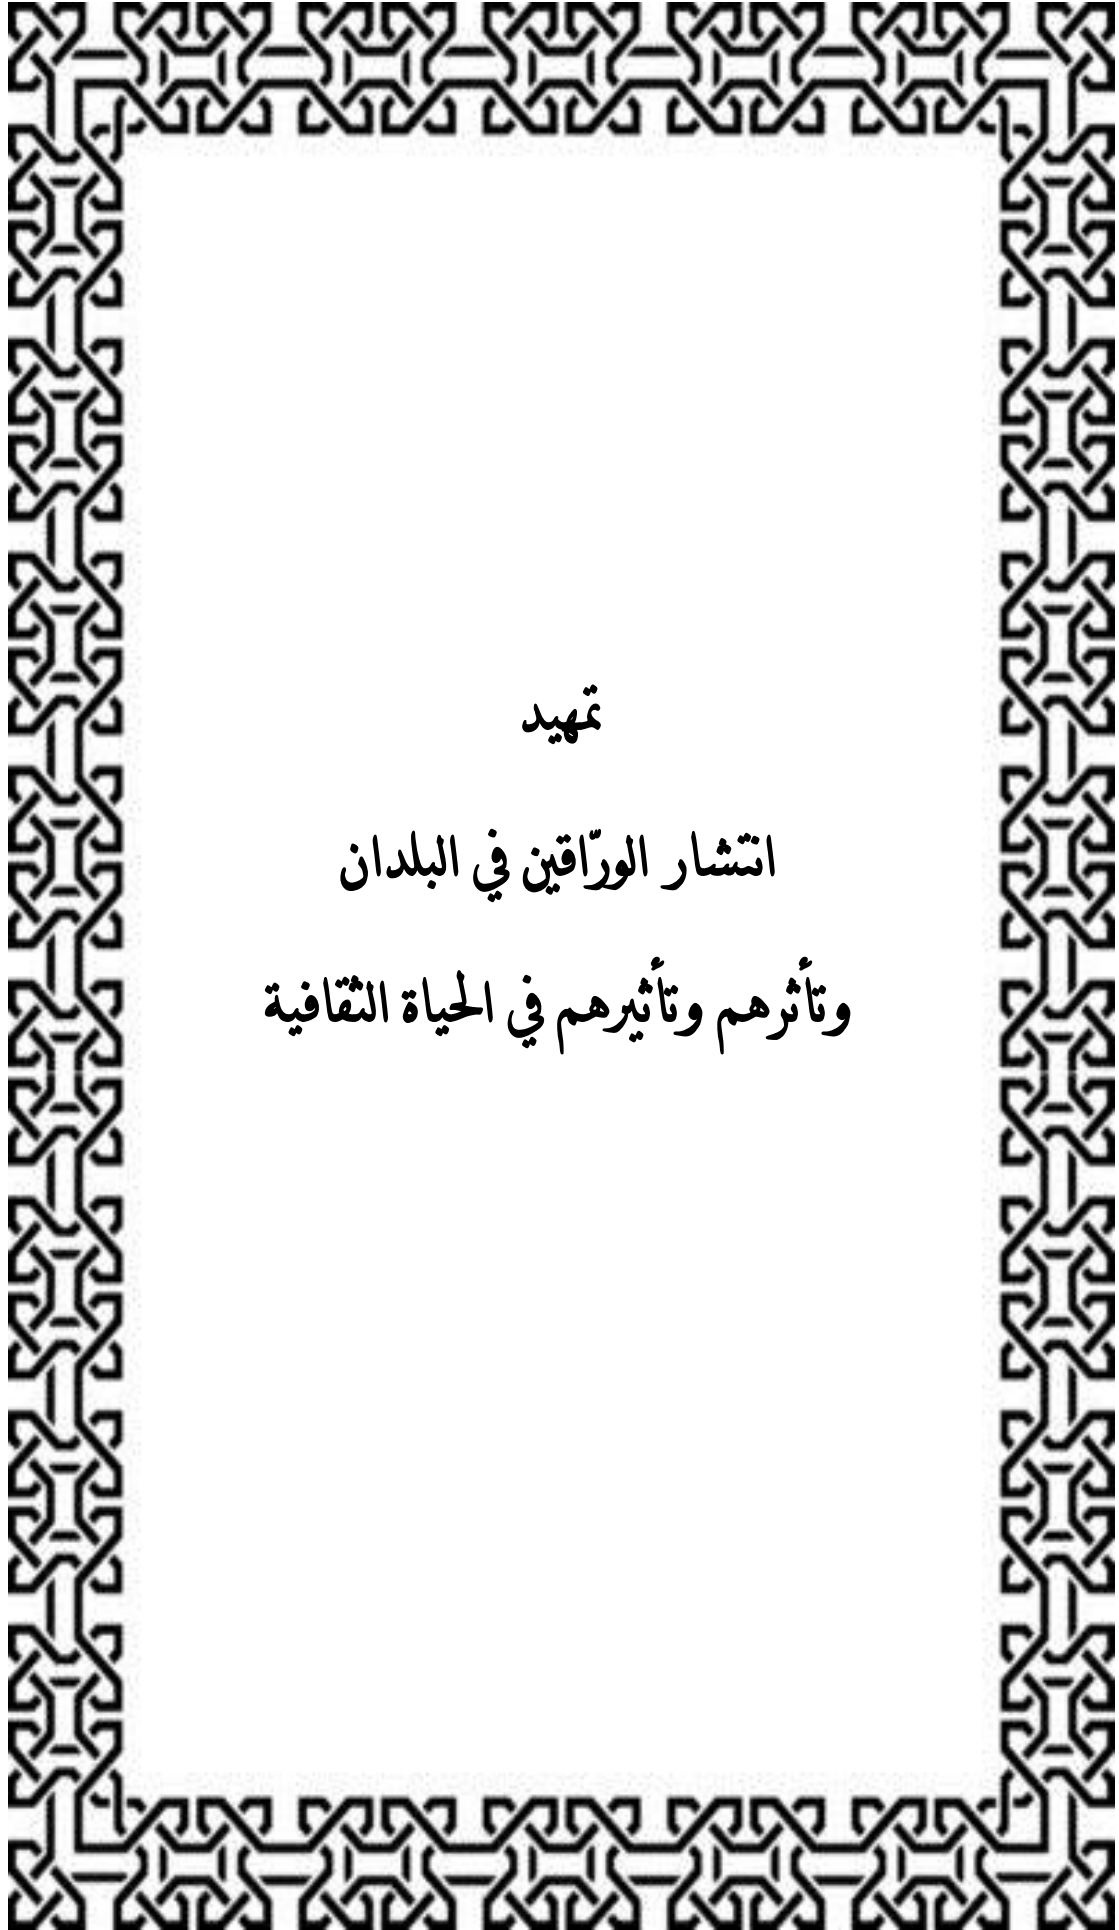 تمهيد
انتشار الورّاقين في البلدان
وتأثرهم وتأثيرهم في الحياة الثقافية